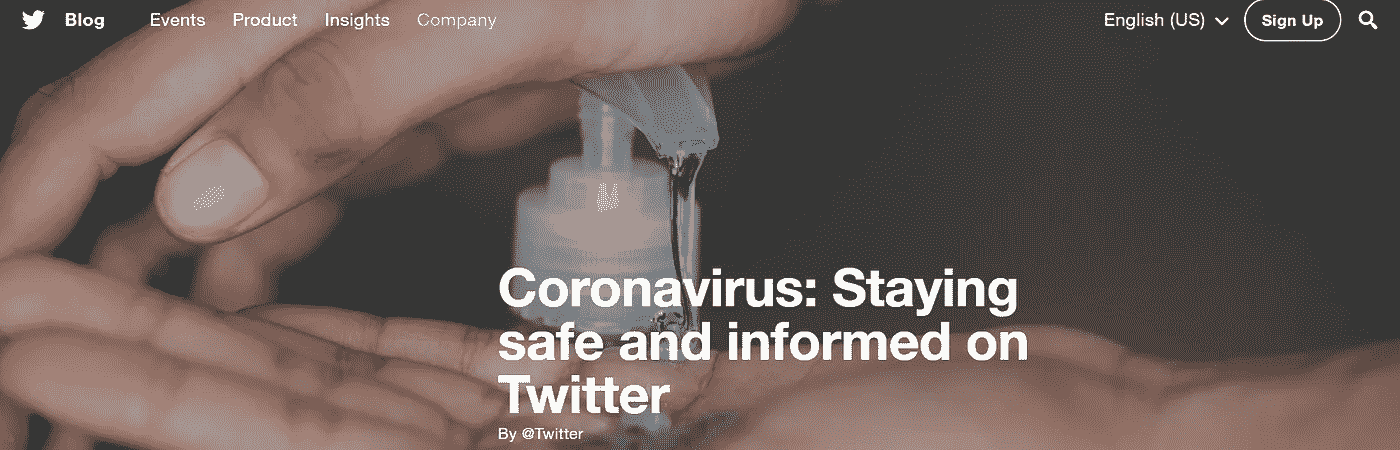 Blog Events Product Insights Company English (US) Sign Up
Coronavirus: Staying
safe and informed on
Twitter
By @Twitter